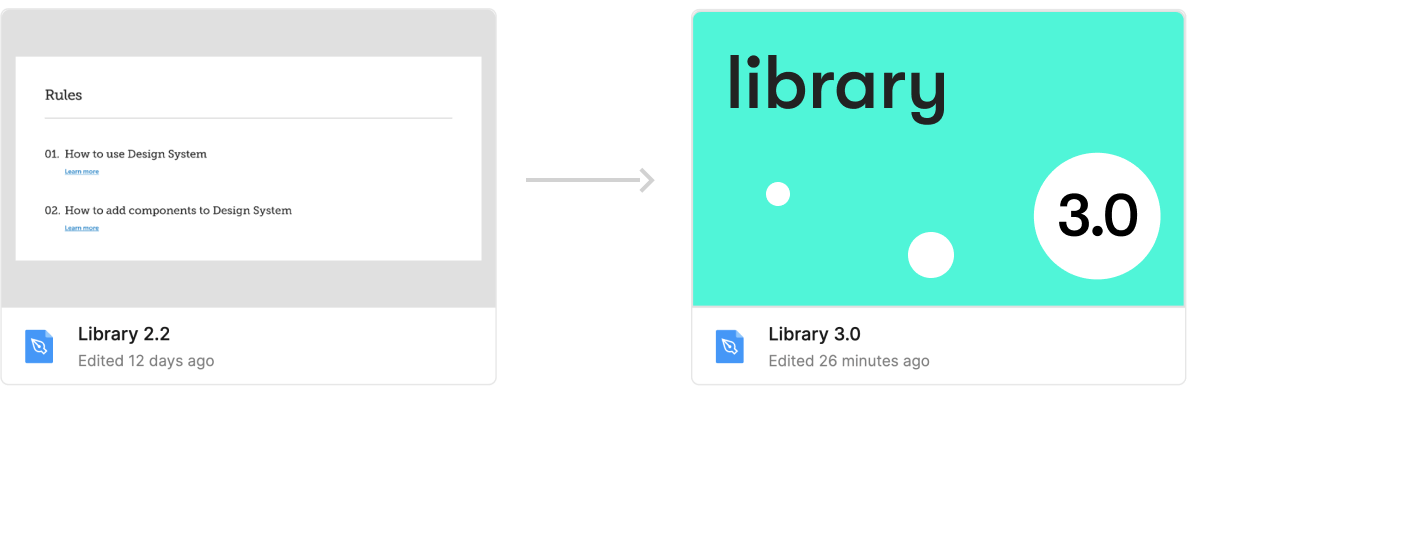 Rules
01. How to use Design System
Learn more
02. How to add components to Design System
Learn more
Library 2.2
Edited 12 days ago
library
3.0
Library 3.0
Edited 26 minutes ago